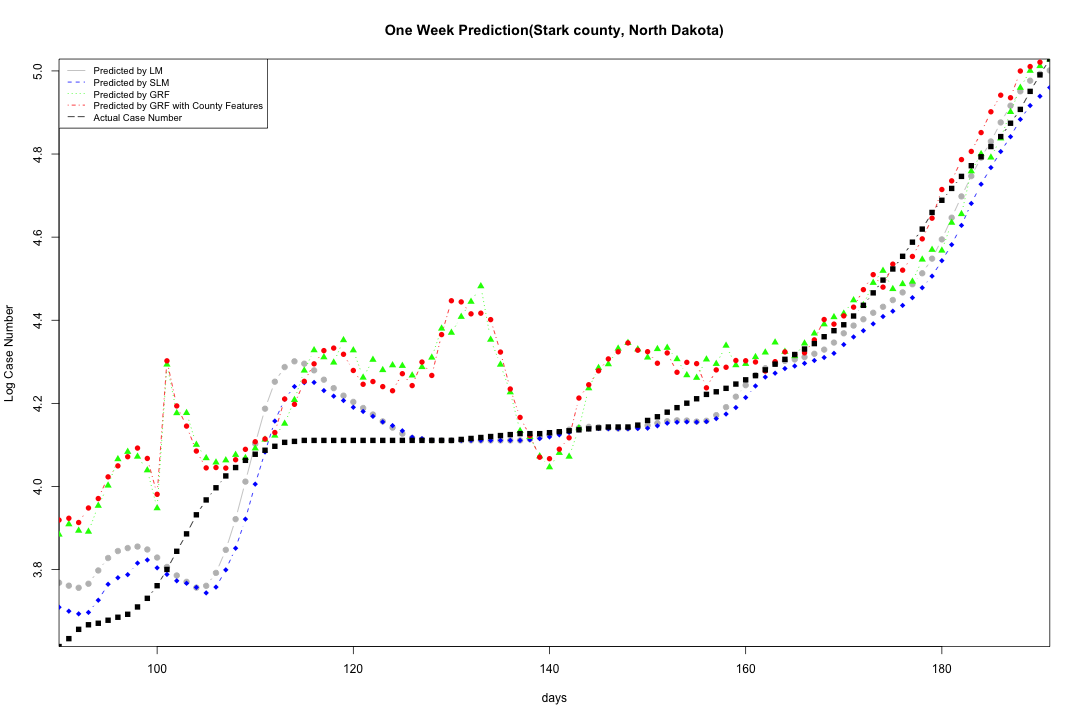 One Week Prediction(Stark county, North Dakota)
Predicted by LM
Predicted by SLM
Predicted by GRF
Predicted by GRF with County Features
Actual Case Number
5.0
4.8
4.6
4.4
4.2
4.0
3.8
Log Case Number
100 120 140 160 180
days